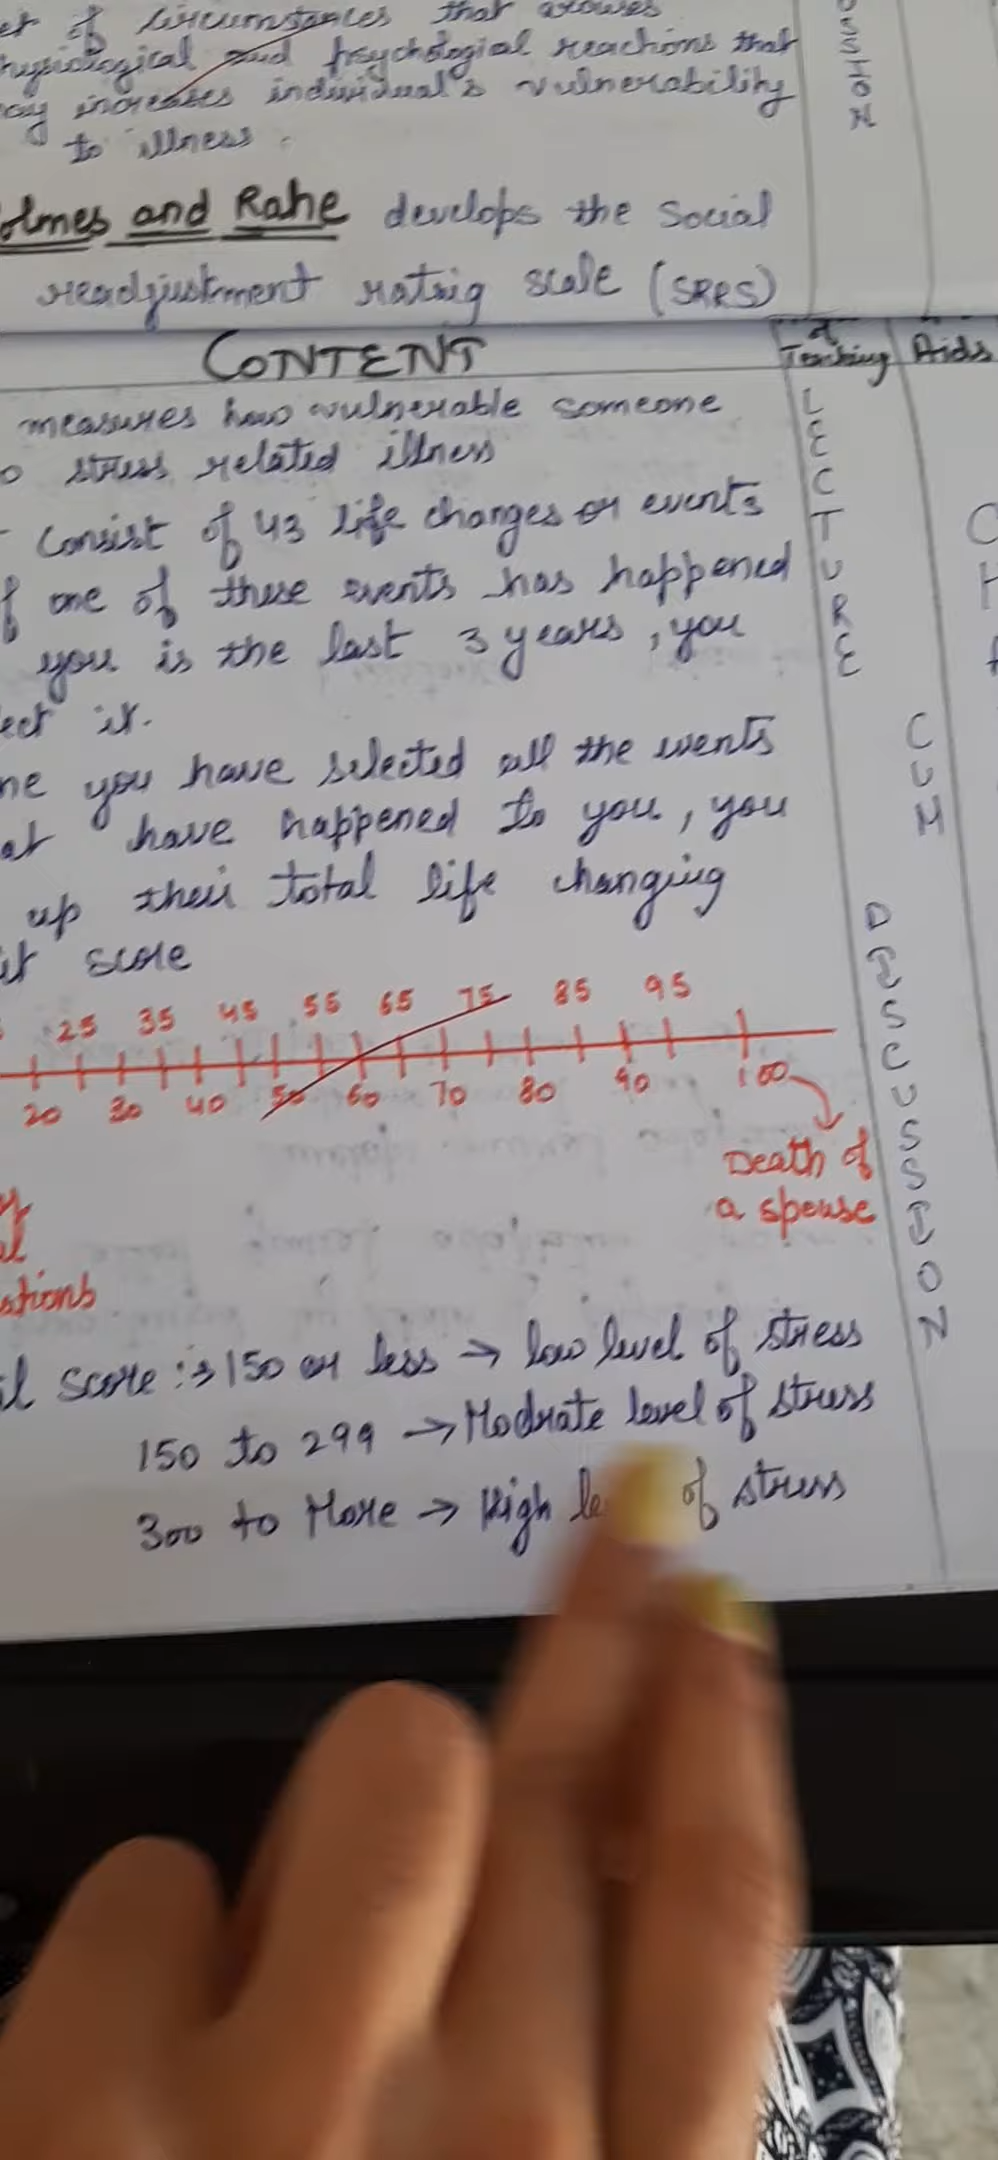 of circumstances that arouses
physiological and psychological reactions that
may increases individual's vulnerability
to illness.
Holmes and Rahe develops the Social
readjustment ratnig scale (SRRS)
CONTENT
of Teaching
Aids
measures how vulnerable someone
stress related illness
consist of 43 life changes or events
one of these events has happened
you is the last 3 years, you
it.
you have selected all the events
have happened to you, you
up their total life changing
score
25 35 45 55 65 75 85 95
20 30 40 50 60 70 80 90 100
Death of
a spouse
Score :→ 150 or less → low level of stress
150 to 299 → Modrate level of stress
300 to More → High of stress
LECTURE
CUM
DISCUSSION